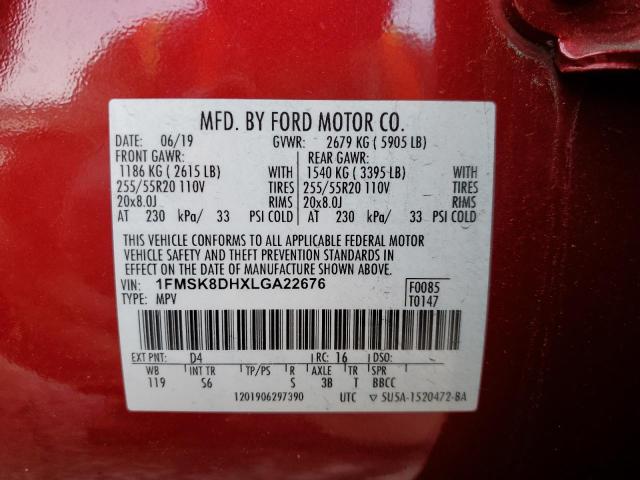 MFD. BY FORD MOTOR CO.
DATE: 06/19 GVWR: 2679 KG ( 5905 LB)
FRONT GAWR: REAR GAWR:
1186 KG ( 2615 LB) WITH 1540 KG ( 3395 LB) WITH
255/55R20 110V TIRES 255/55R20 110V TIRES
20x8.0J RIMS 20x8.0J RIMS
AT 230 kPa/ 33 PSI COLD AT 230 kPa/ 33 PSI COLD
THIS VEHICLE CONFORMS TO ALL APPLICABLE FEDERAL MOTOR
VEHICLE SAFETY AND THEFT PREVENTION STANDARDS IN
EFFECT ON THE DATE OF MANUFACTURE SHOWN ABOVE.
VIN: 1FMSK8DHXLGA22676 F0085
TYPE: MPV T0147
EXT PNT: D4 RC: 16 DSO:
WB INT TR TP/PS R AXLE TR SPR
119 S6 S 3B T BBCC
1201906297390 UTC ▽ 5U5A-1520472-BA